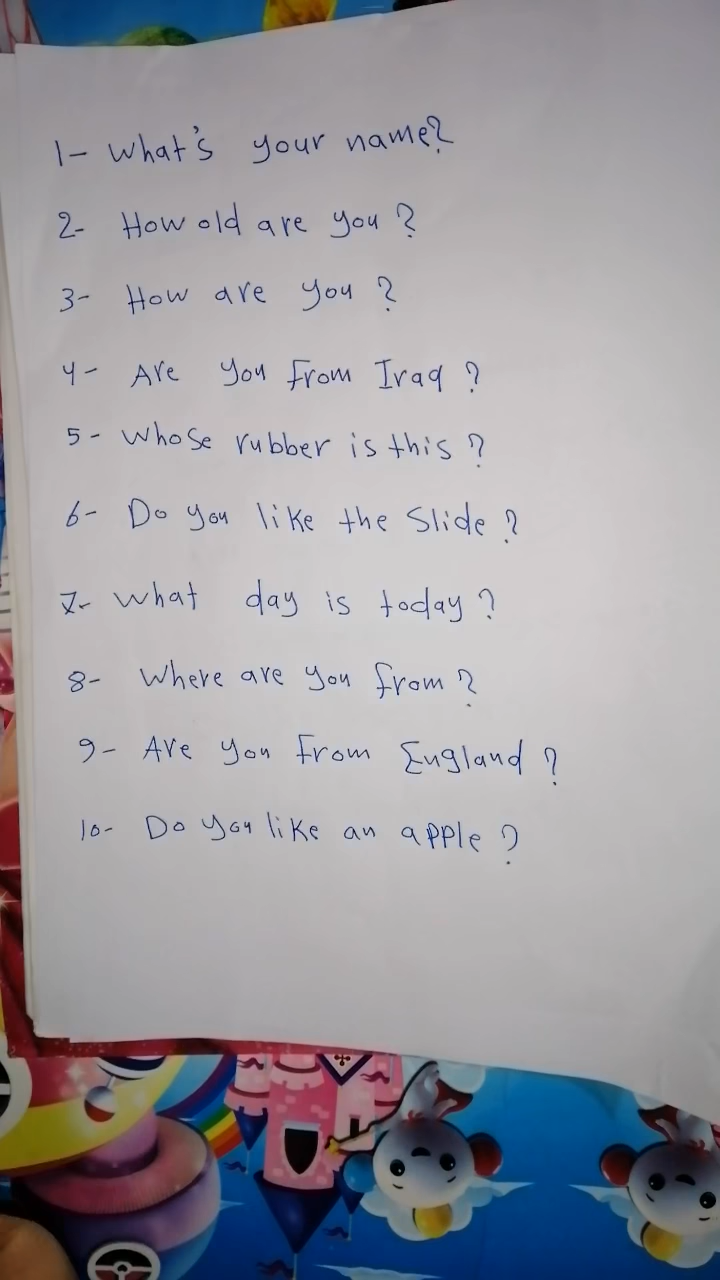 1- What's your name?
2- How old are you?
3- How are you?
4- Are you from Iraq?
5- Whose rubber is this?
6- Do you like the Slide?
7- What day is today?
8- Where are you from?
9- Are you from England?
10- Do you like an apple?